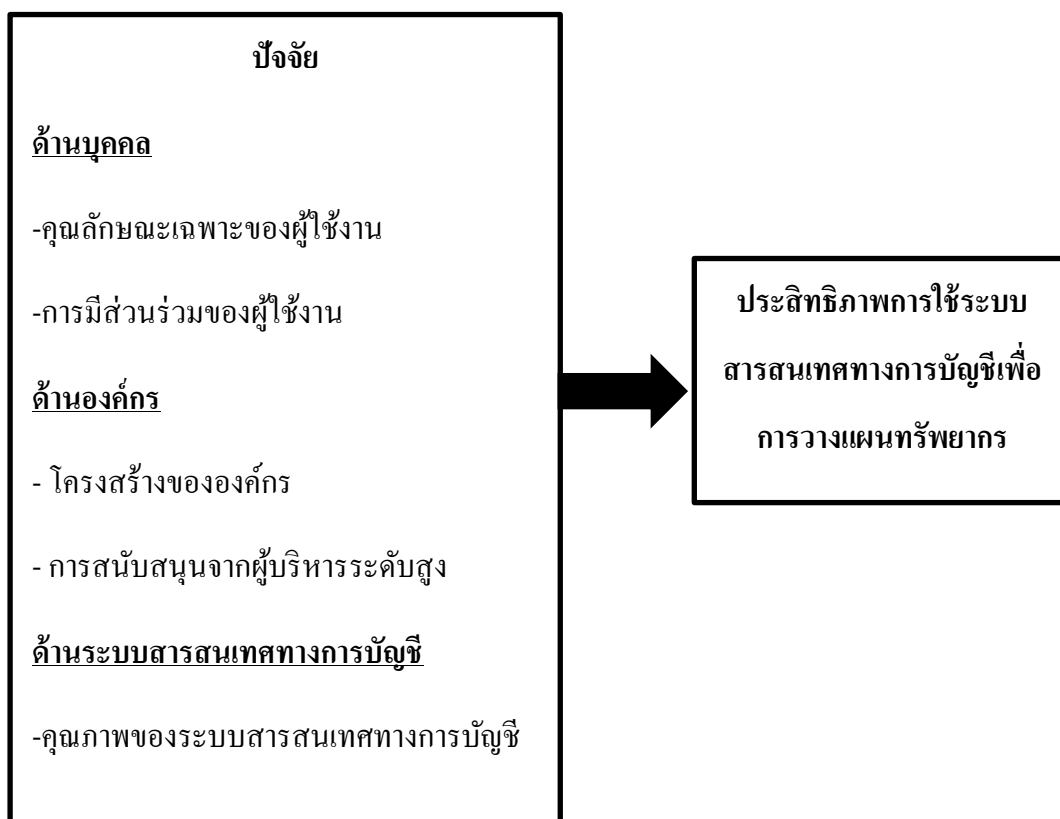 ปัจจัย
ด้านบุคคล
-คุณลักษณะเฉพาะของผู้ใช้งาน
-การมีส่วนร่วมของผู้ใช้งาน
ด้านองค์กร
- โครงสร้างขององค์กร
- การสนับสนุนจากผู้บริหารระดับสูง
ด้านระบบสารสนเทศทางการบัญชี
-คุณภาพของระบบสารสนเทศทางการบัญชี
ประสิทธิภาพการใช้ระบบ
สารสนเทศทางการบัญชีเพื่อ
การวางแผนทรัพยากร